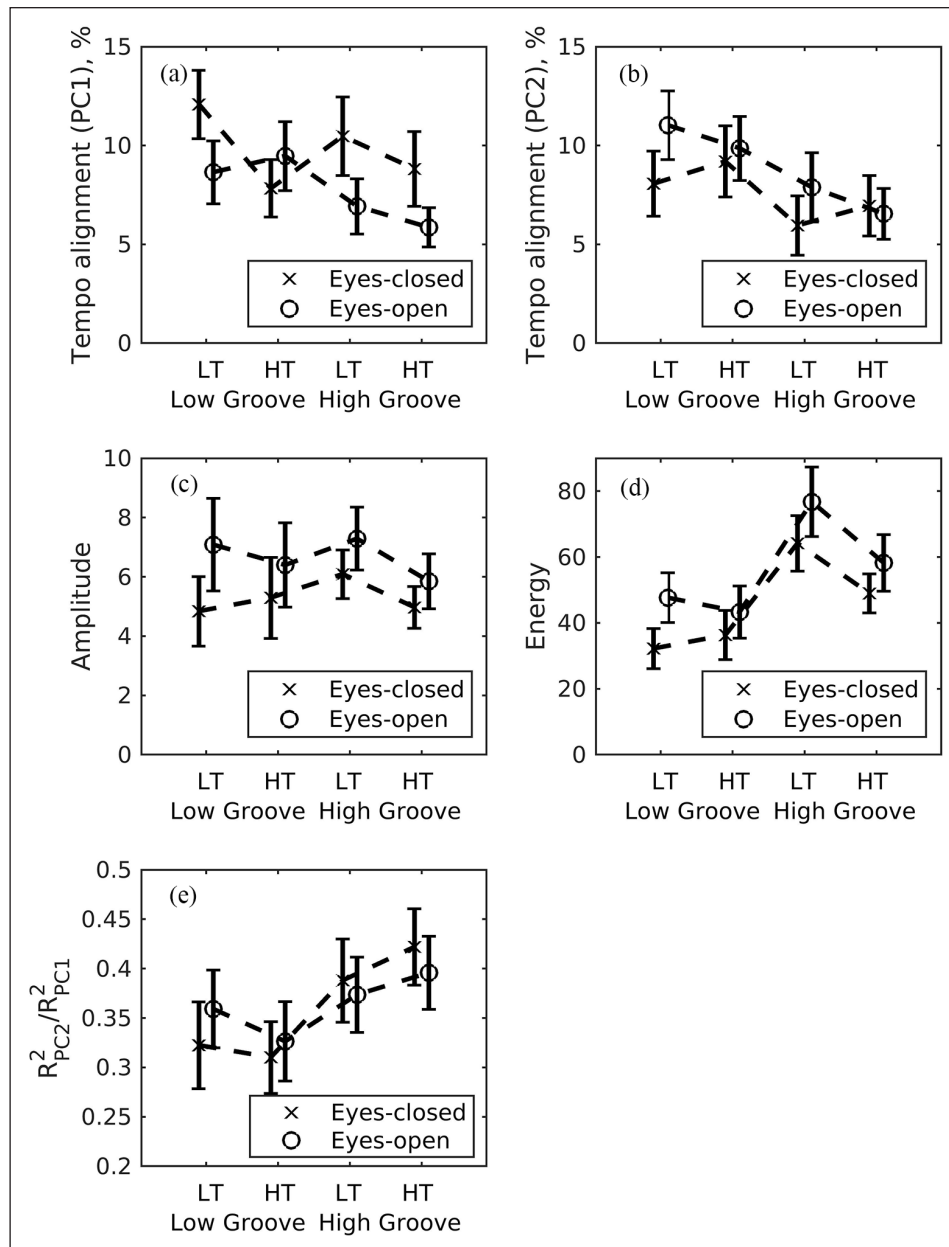 Tempo alignment (PC1), %
15
10
5
0
(a)
Eyes-closed
Eyes-open
LT HT LT HT
Low Groove High Groove
Tempo alignment (PC2), %
15
10
5
0
(b)
Eyes-closed
Eyes-open
LT HT LT HT
Low Groove High Groove
Amplitude
10
8
6
4
2
0
(c)
Eyes-closed
Eyes-open
LT HT LT HT
Low Groove High Groove
Energy
80
60
40
20
0
(d)
Eyes-closed
Eyes-open
LT HT LT HT
Low Groove High Groove
R²PC2/R²PC1
0.5
0.45
0.4
0.35
0.3
0.25
0.2
(e)
Eyes-closed
Eyes-open
LT HT LT HT
Low Groove High Groove